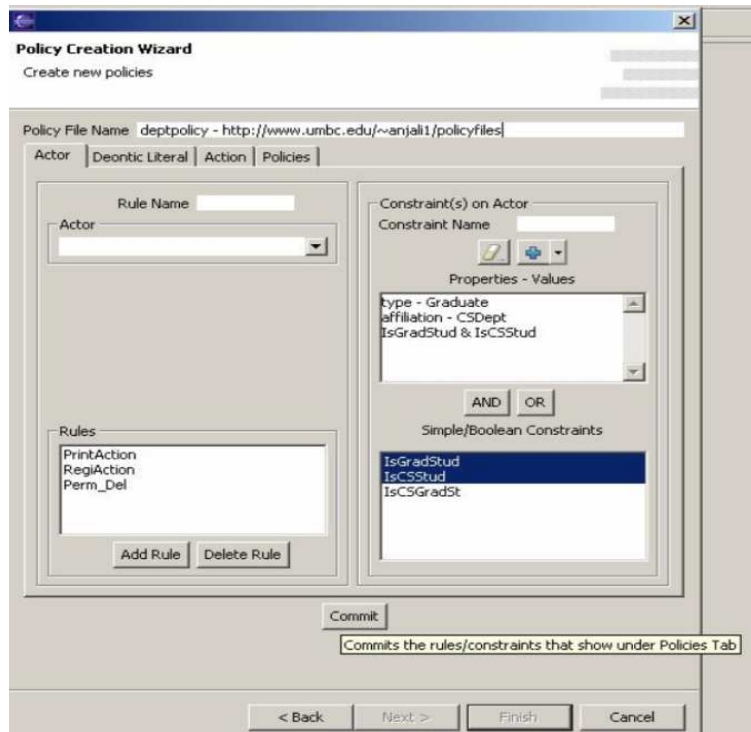 Policy Creation Wizard
Create new policies
Policy File Name deptpolicy - http://www.umbc.edu/~anjali1/policyfiles
Actor Deontic Literal Action Policies
Rule Name
Actor
Rules
PrintAction
RegiAction
Perm_Del
Add Rule Delete Rule
Constraint(s) on Actor
Constraint Name
Properties - Values
type - Graduate
affiliation - CSDept
IsGradStud & IsCSStud
AND OR
Simple/Boolean Constraints
IsGradStud
IsCSStud
IsCSGradSt
Commit
Commits the rules/constraints that show under Policies Tab
< Back Next > Finish Cancel